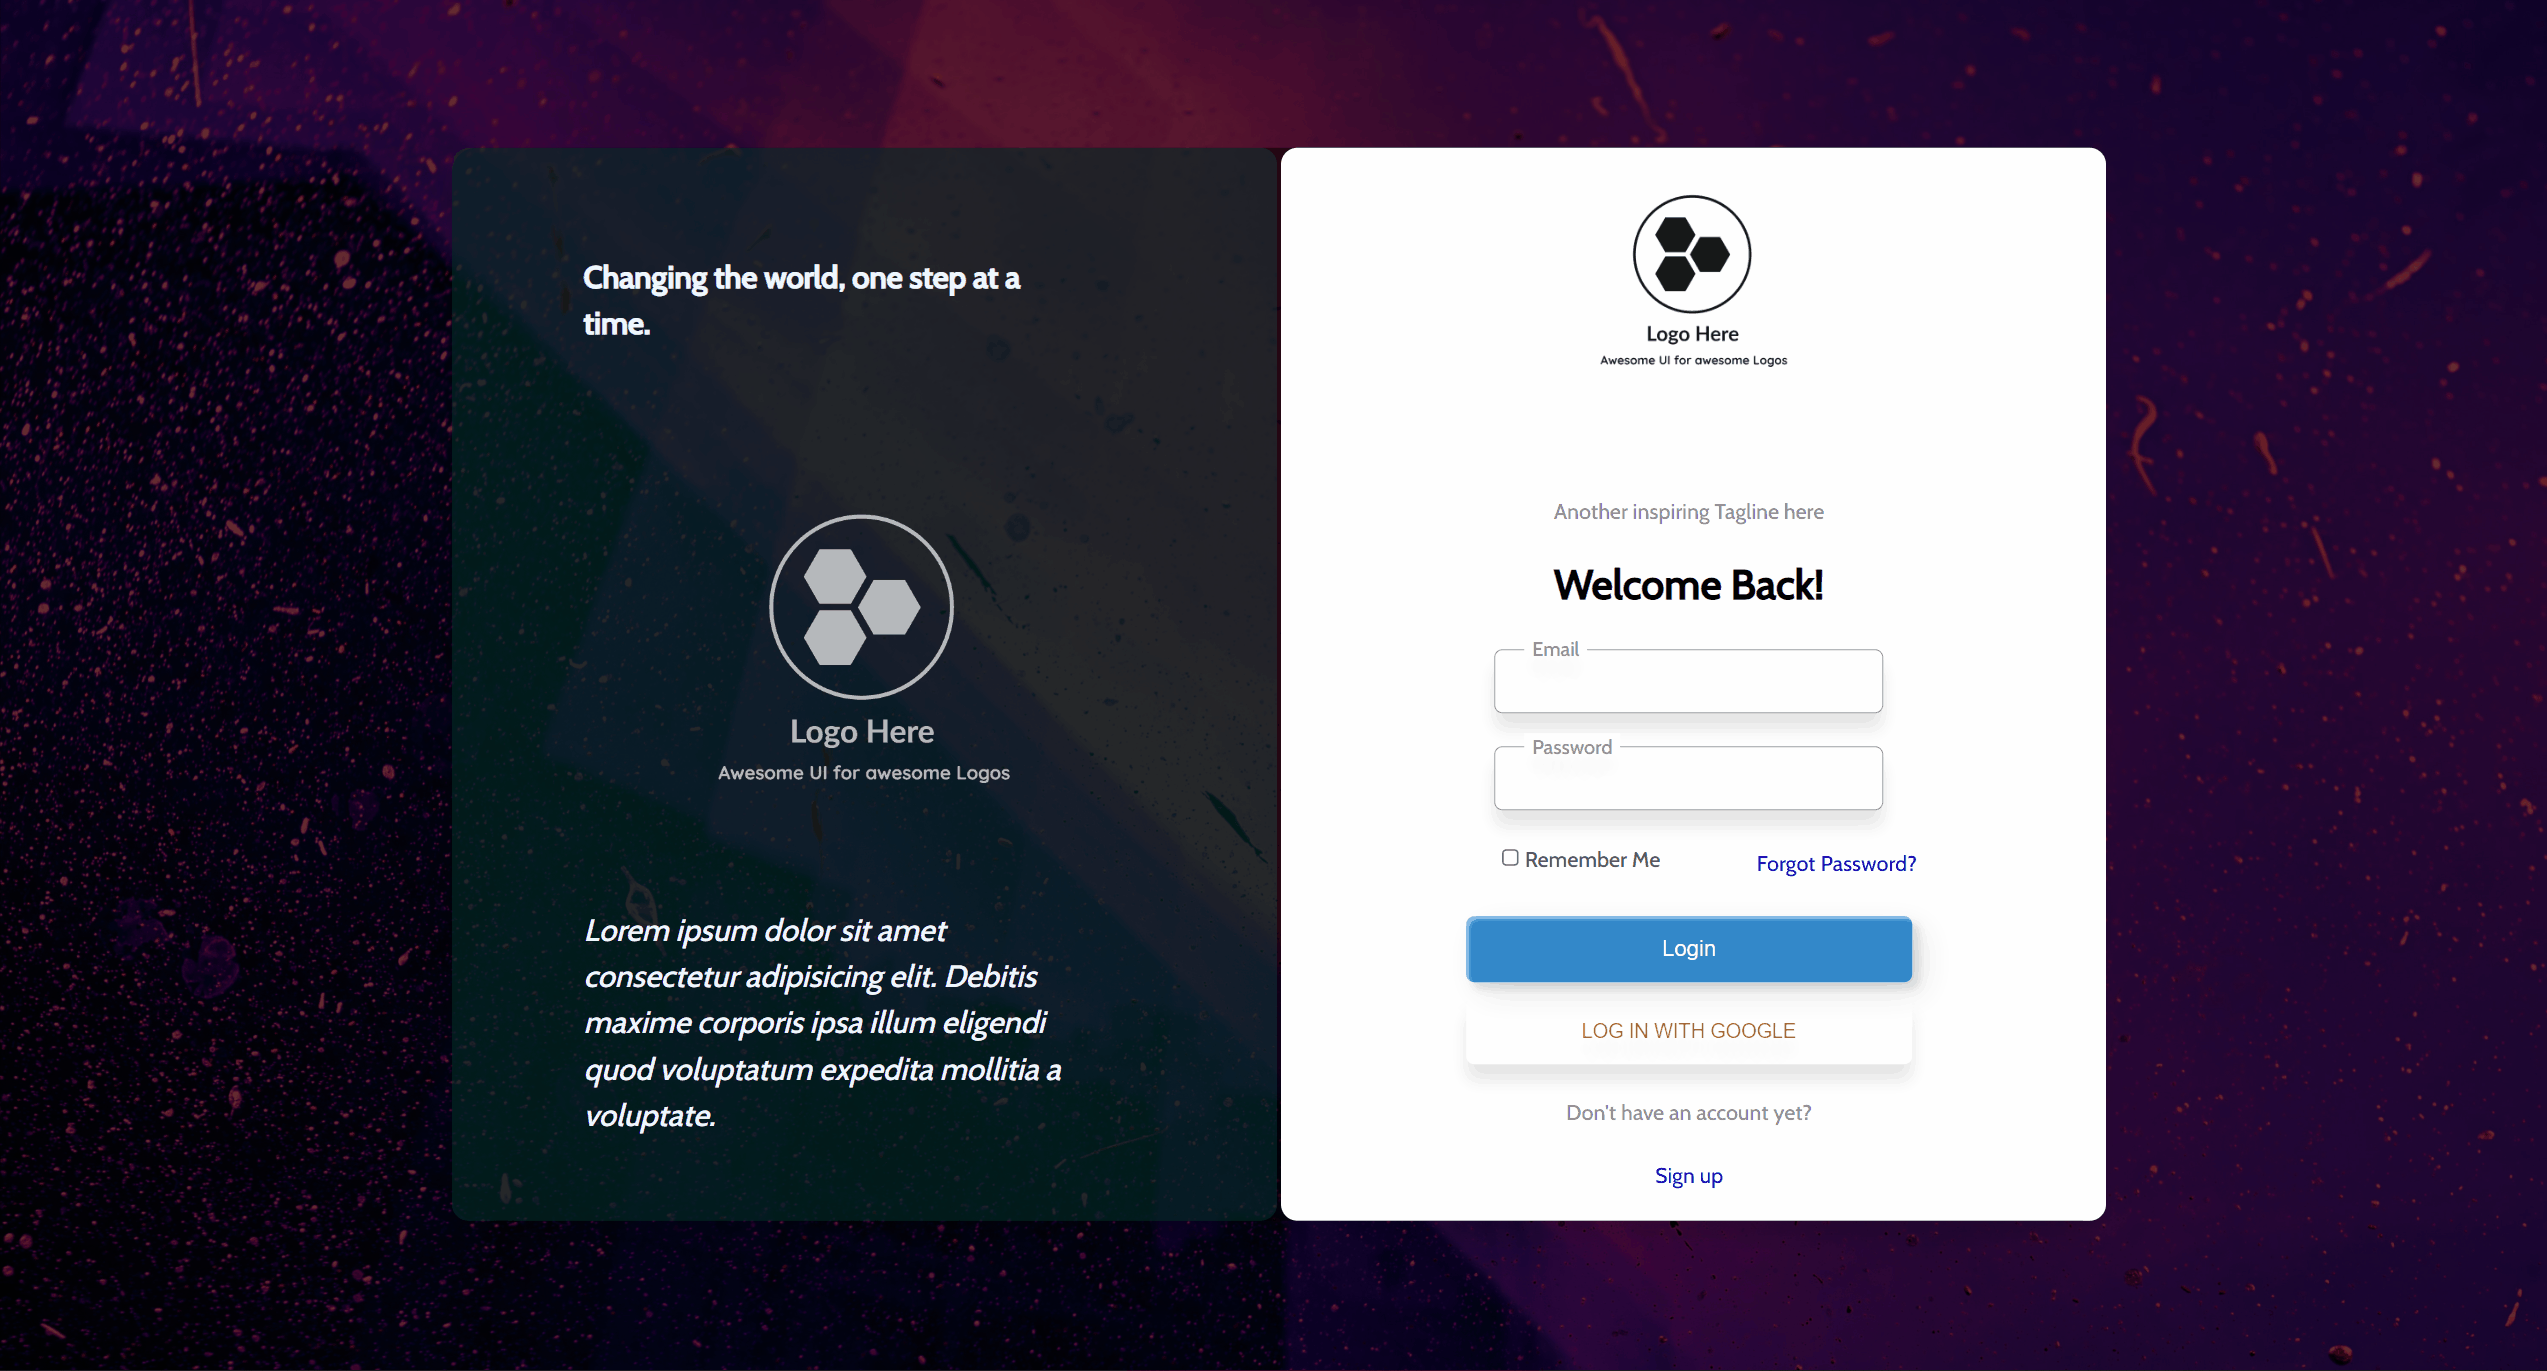 Changing the world, one step at a
time.
Logo Here
Awesome UI for awesome Logos
Lorem ipsum dolor sit amet
consectetur adipisicing elit. Debitis
maxime corporis ipsa illum eligendi
quod voluptatum expedita mollitia a
voluptate.
Logo Here
Awesome UI for awesome Logos
Another inspiring Tagline here
Welcome Back!
Email
Password
Remember Me
Forgot Password?
Login
LOG IN WITH GOOGLE
Don't have an account yet?
Sign up